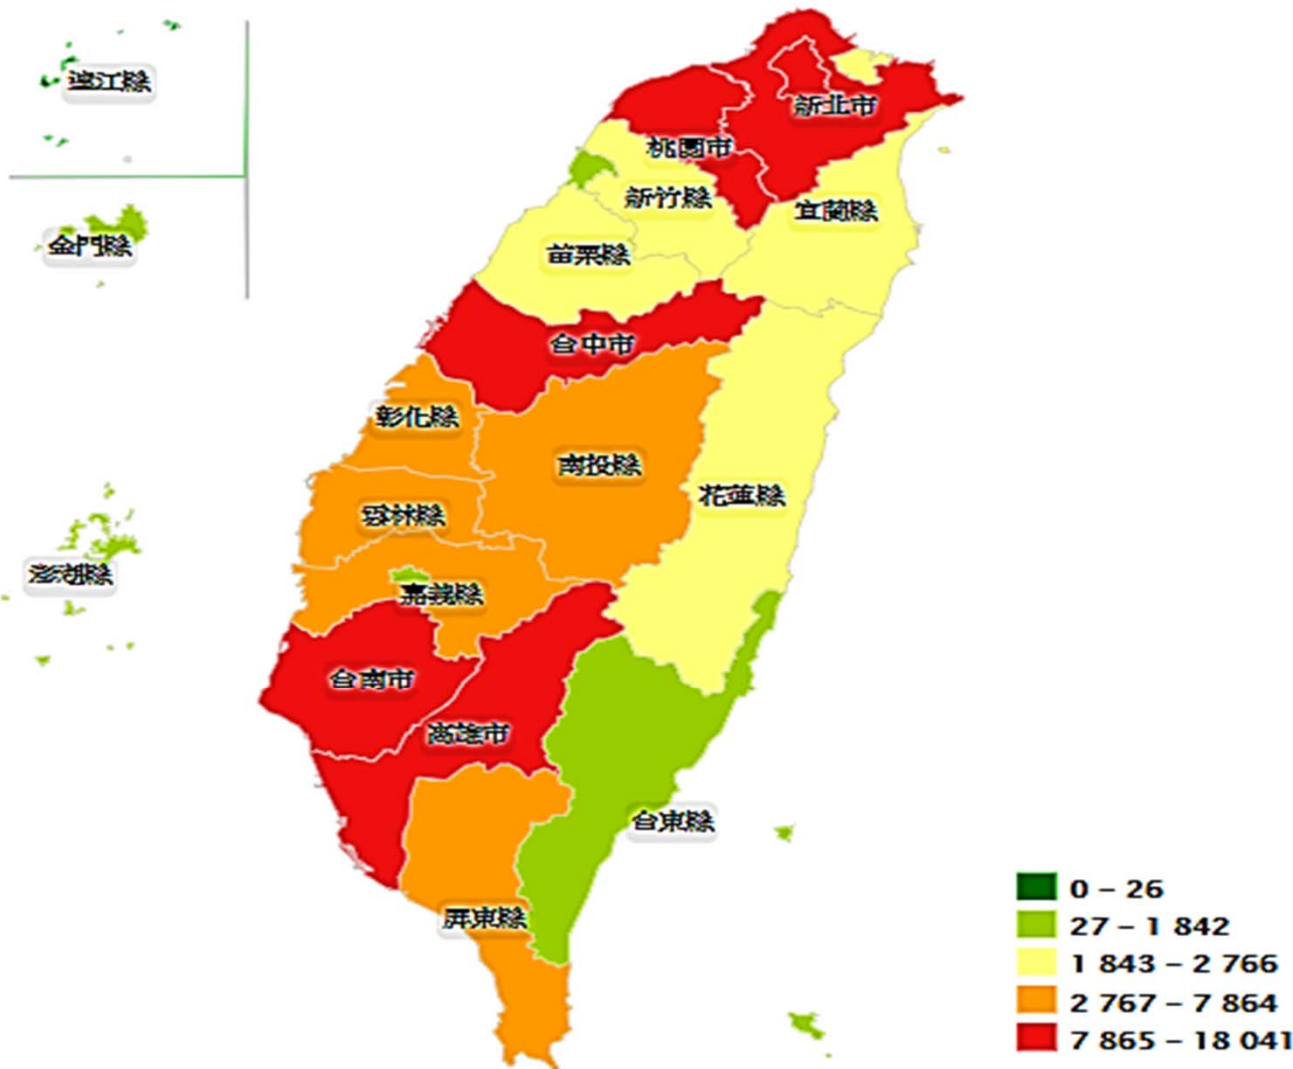 連江縣
金門縣
新北市
桃園市
新竹縣
宜蘭縣
苗栗縣
台中市
彰化縣
南投縣
花蓮縣
雲林縣
澎湖縣
嘉義縣
台南市
高雄市
台東縣
屏東縣
0 – 26
27 – 1 842
1 843 – 2 766
2 767 – 7 864
7 865 – 18 041